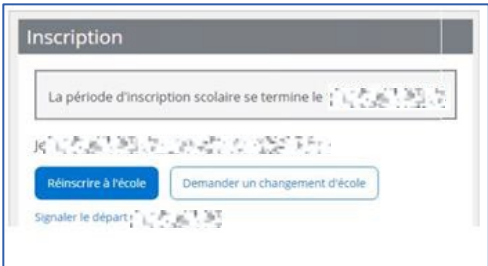 Inscription
La période d'inscription scolaire se termine le
Réinscrire à l'école
Demander un changement d'école
Signaler le départ